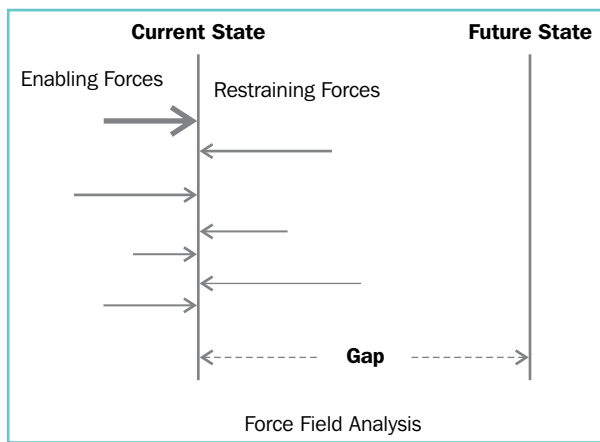 Current State
Future State
Enabling Forces
Restraining Forces
Gap
Force Field Analysis